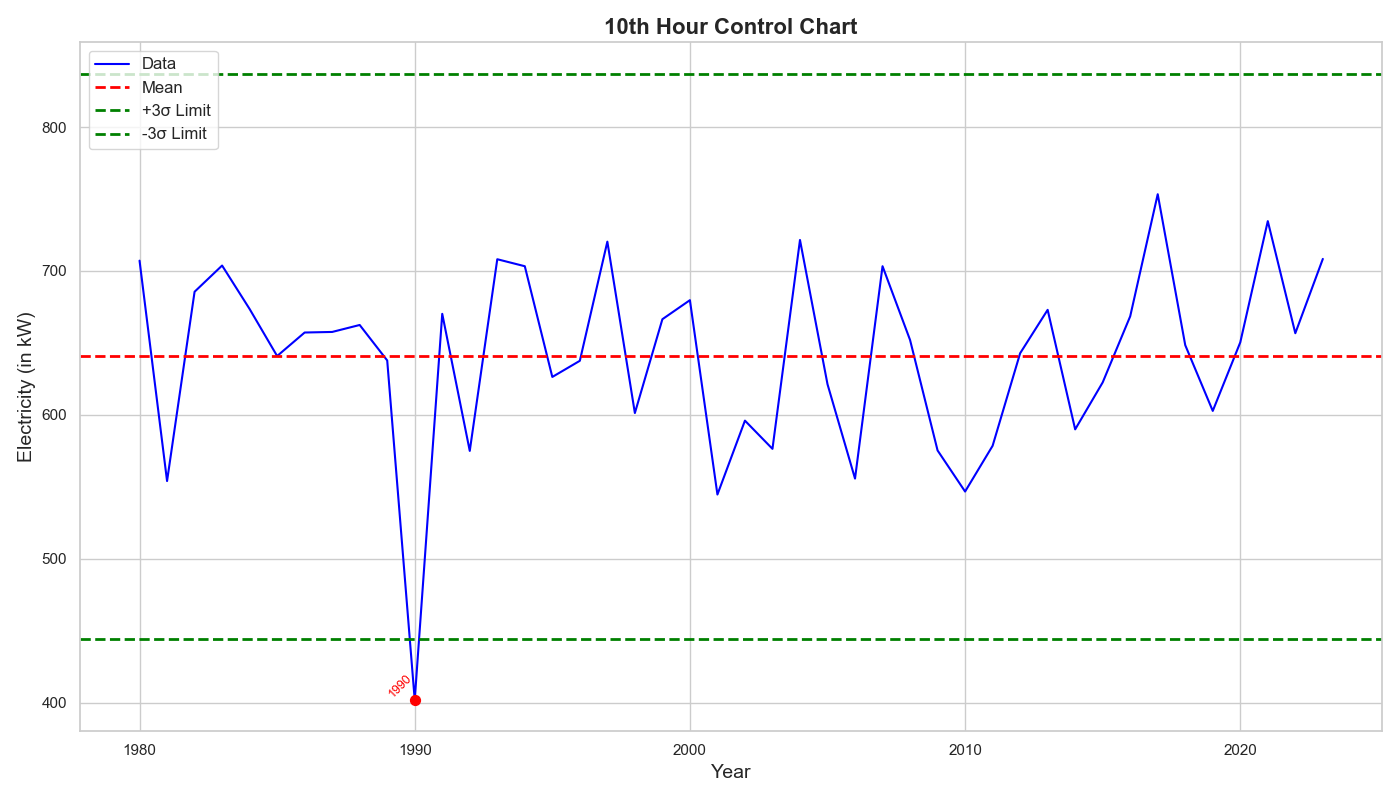 10th Hour Control Chart
Data
Mean
+3σ Limit
-3σ Limit
Electricity (in kW)
800
700
600
500
400
1990
1980
1990
2000
2010
2020
Year